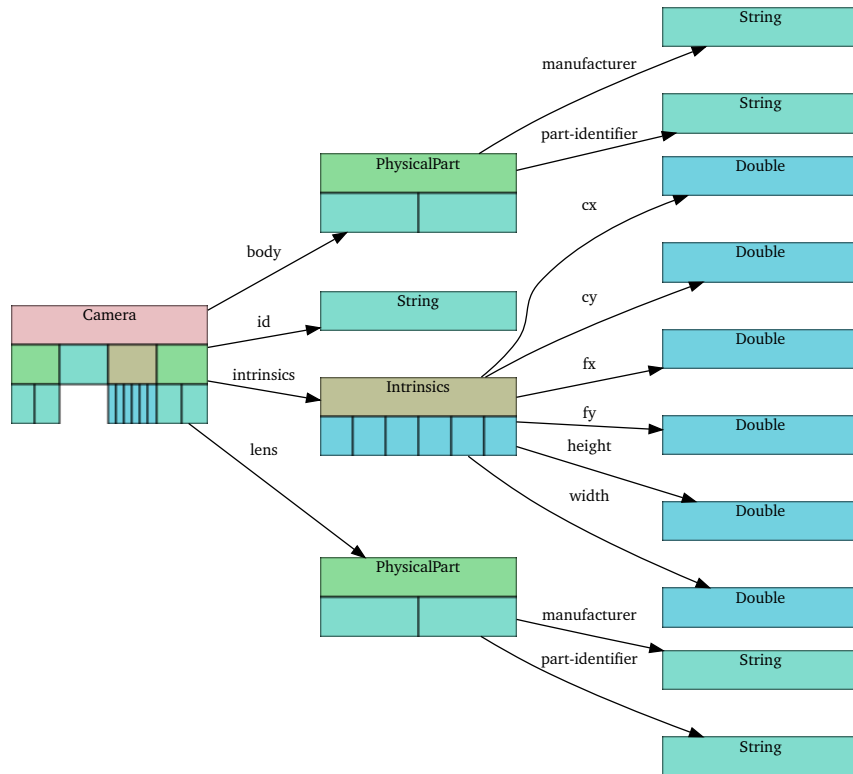 String
manufacturer
String
part-identifier
PhysicalPart
Double
cx
body
Double
cy
String
id
Camera
Double
fx
intrinsics
Intrinsics
Double
fy
height
lens
width
Double
PhysicalPart
Double
manufacturer
String
part-identifier
String